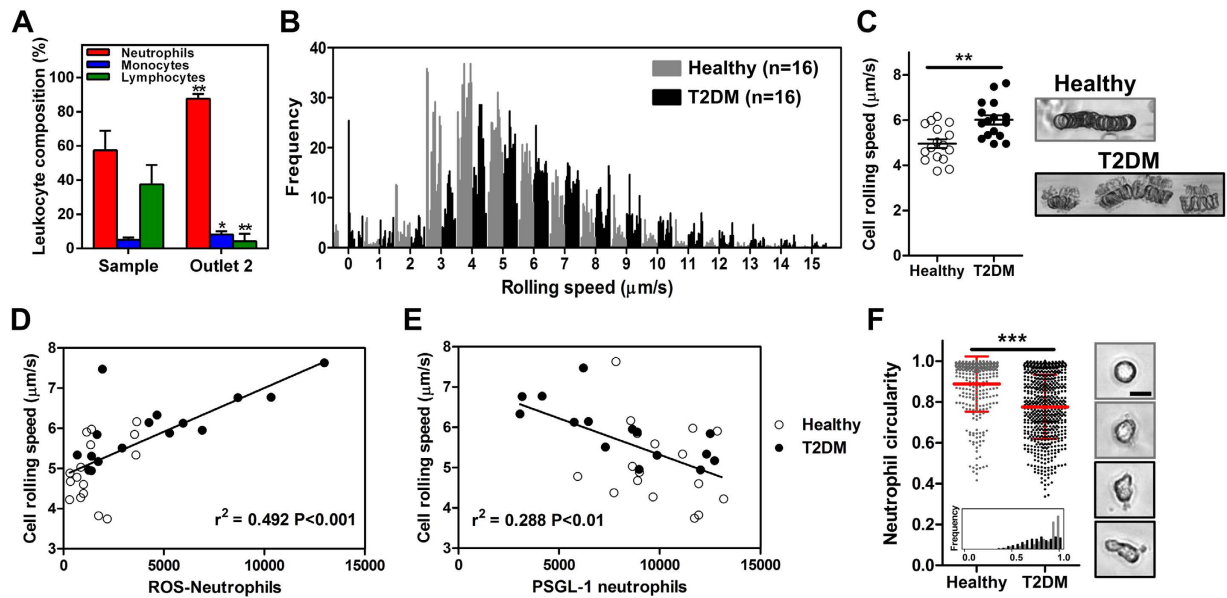 A
Leukocyte composition (%)
100
80
60
40
20
0
Neutrophils
Monocytes
Lymphocytes
**
*
**
Sample
Outlet 2
B
Frequency
40
30
20
10
0
Healthy (n=16)
T2DM (n=16)
0 1 2 3 4 5 6 7 8 9 10 11 12 13 14 15
Rolling speed (μm/s)
C
Cell rolling speed (μm/s)
8
6
4
2
0
**
Healthy
T2DM
Healthy
T2DM
D
Cell rolling speed (μm/s)
8
7
6
5
4
3
r² = 0.492 P<0.001
0 5000 10000 15000
ROS-Neutrophils
E
Cell rolling speed (μm/s)
8
7
6
5
4
3
r² = 0.288 P<0.01
0 5000 10000 15000
PSGL-1 neutrophils
Healthy
T2DM
F
Neutrophil circularity
1.0
0.8
0.6
0.4
0.2
0.0
***
Frequency
0.0 0.5 1.0
Healthy
T2DM